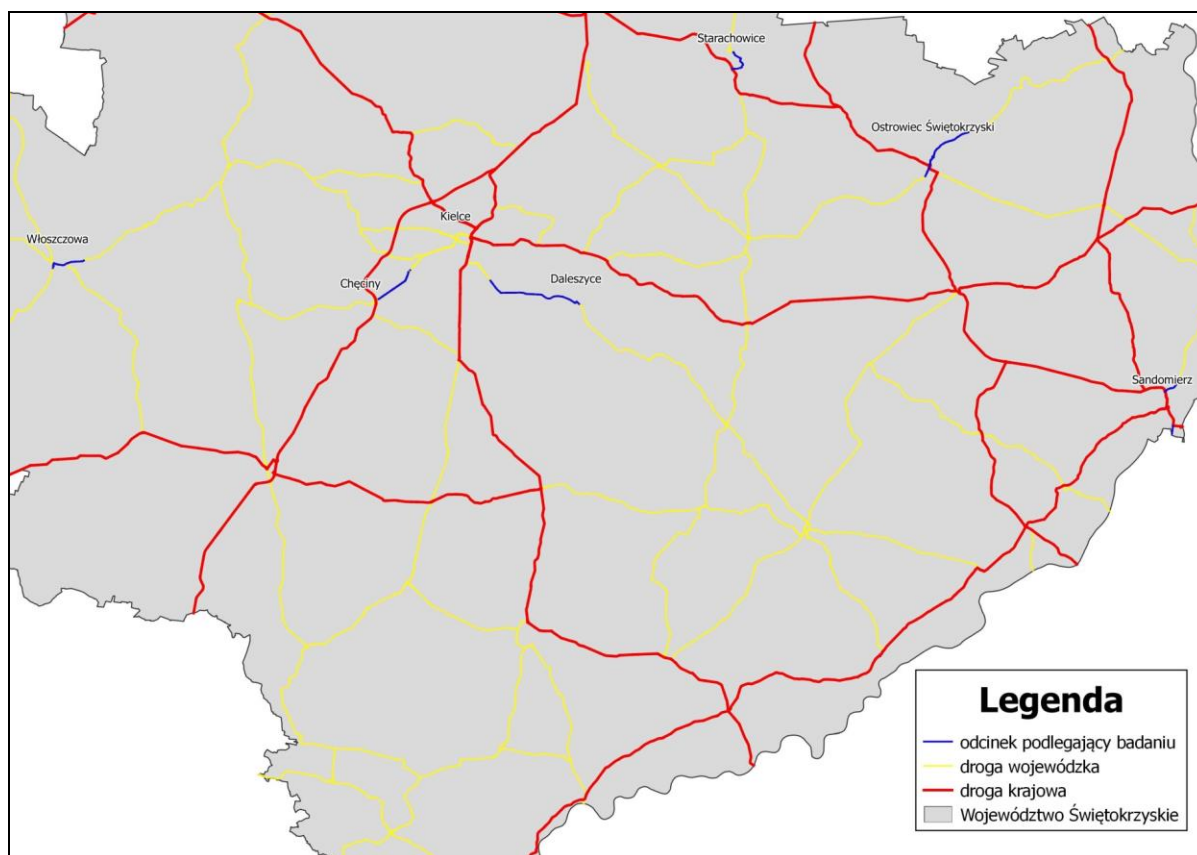 Starachowice
Ostrowiec Świętokrzyski
Kielce
Włoszczowa
Chęciny
Daleszyce
Sandomierz
Legenda
odcinek podlegający badaniu
droga wojewódzka
droga krajowa
Województwo Świętokrzyskie